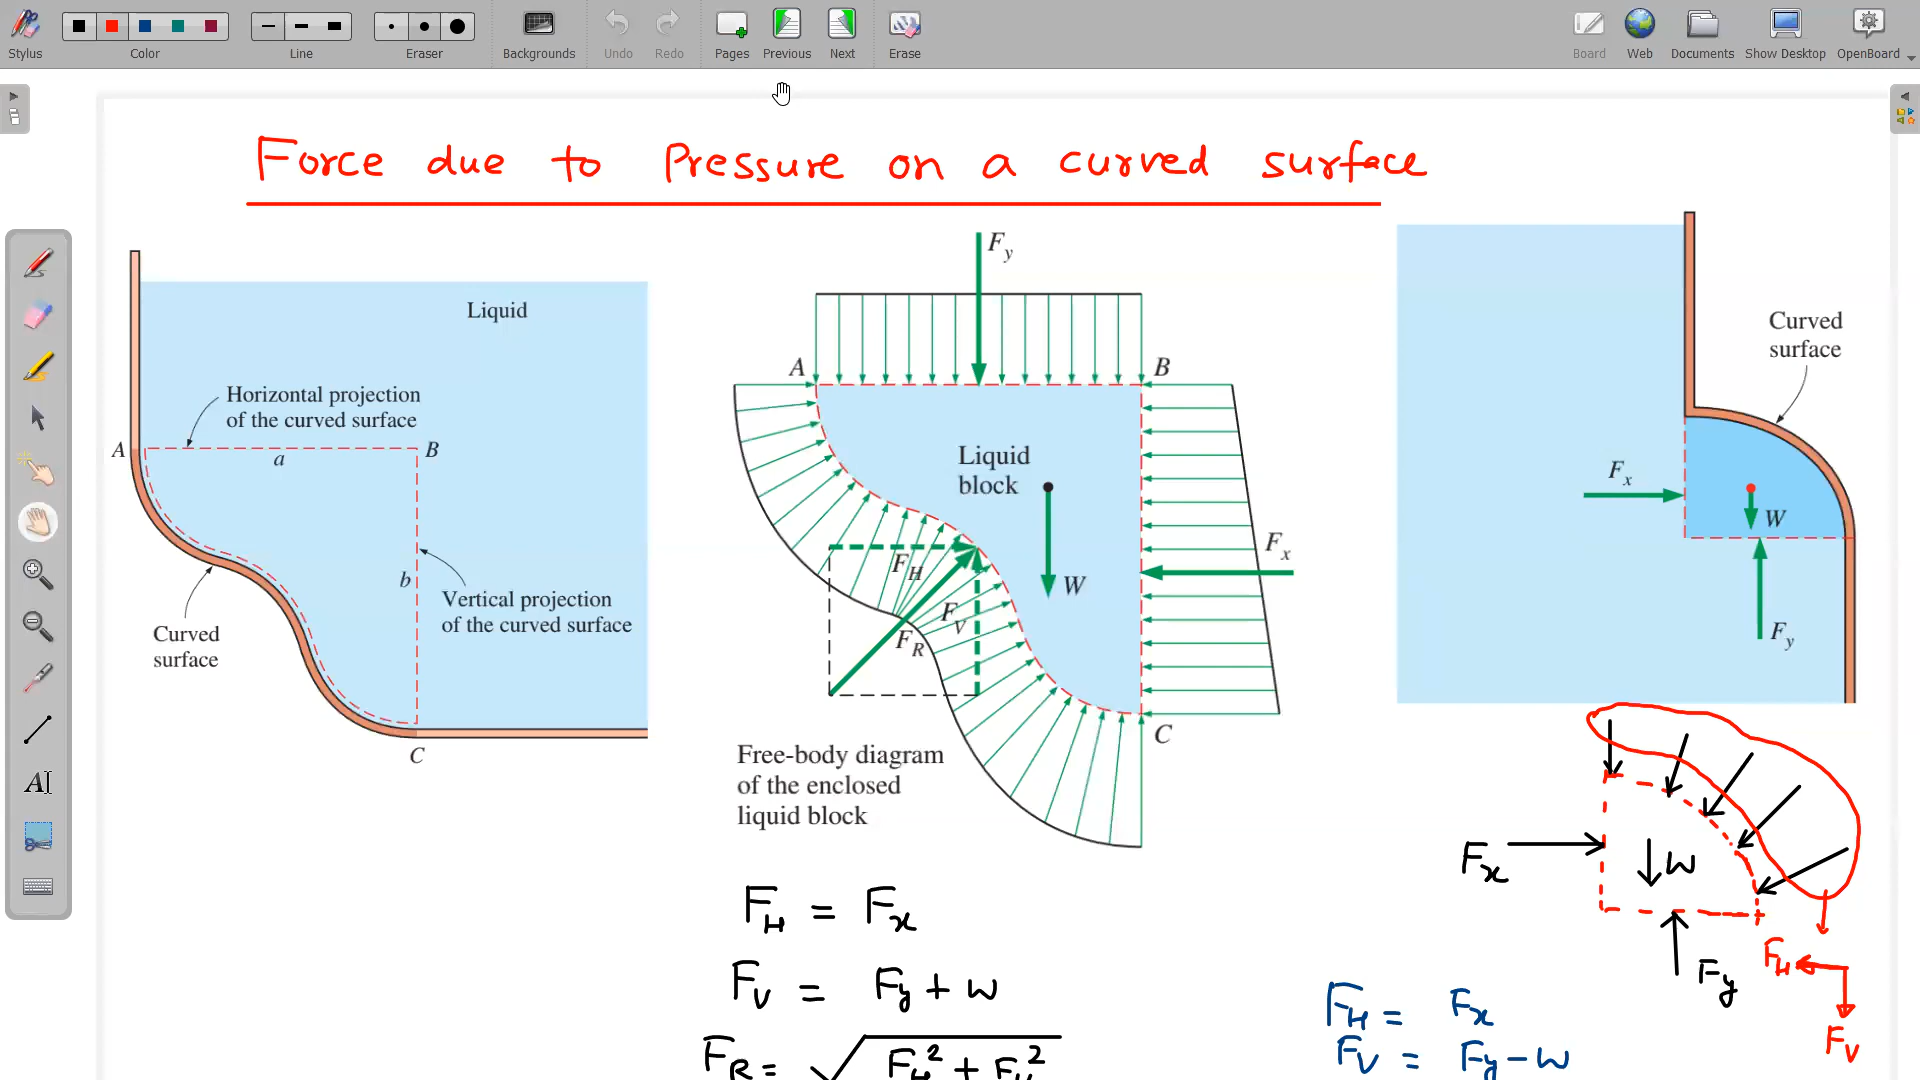 Stylus
Color
Line
Eraser
Backgrounds
Undo
Redo
Pages
Previous
Next
Erase
Board
Web
Documents
Show Desktop
OpenBoard
Force due to Pressure on a curved surface
Liquid
Horizontal projection
of the curved surface
A
a
B
b
Vertical projection
of the curved surface
Curved
surface
C
Fy
A
B
Liquid
block
W
Fx
FH
FV
FR
C
Free-body diagram
of the enclosed
liquid block
FH = Fx
FV = Fy + W
FR = √FH² + FV²
Curved
surface
Fx
W
Fy
Fx
W
Fy
FH
FV
FH = Fx
FV = Fy - W
A